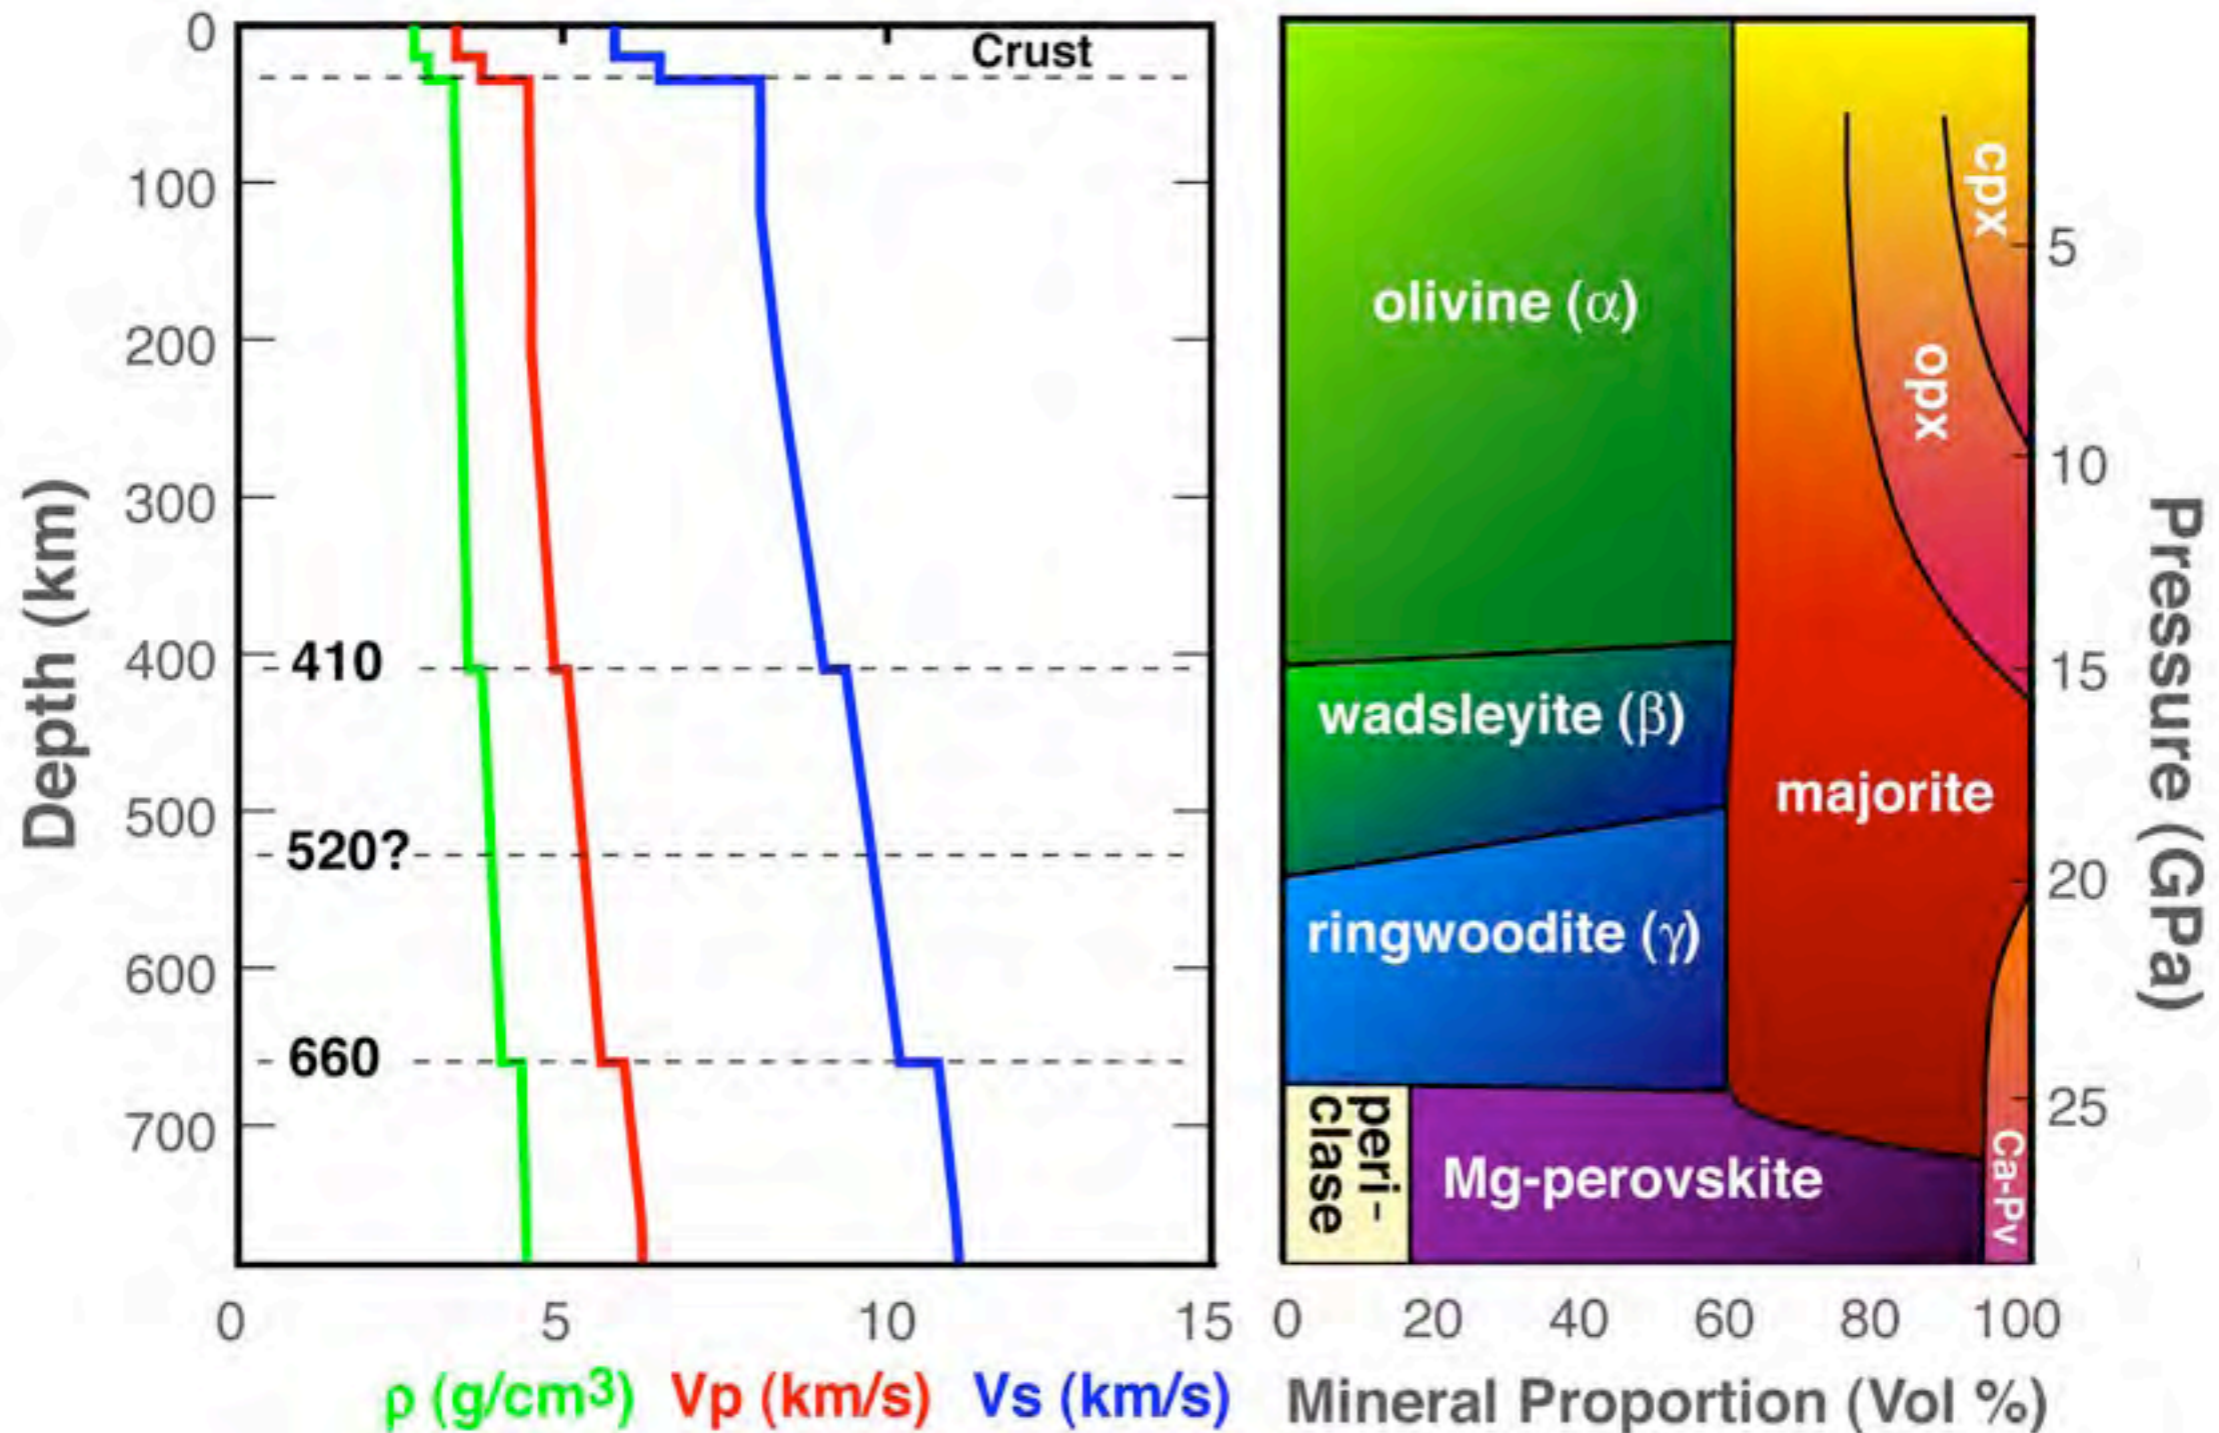 0
100
200
300
400
500
600
700
Depth (km)
Crust
410
520?
660
0 5 10 15
ρ (g/cm3) Vp (km/s) Vs (km/s)
olivine (α)
wadsleyite (β)
ringwoodite (γ)
peri-
clase
Mg-perovskite
majorite
opx
cpx
Ca-Pv
5
10
15
20
25
Pressure (GPa)
0 20 40 60 80 100
Mineral Proportion (Vol %)